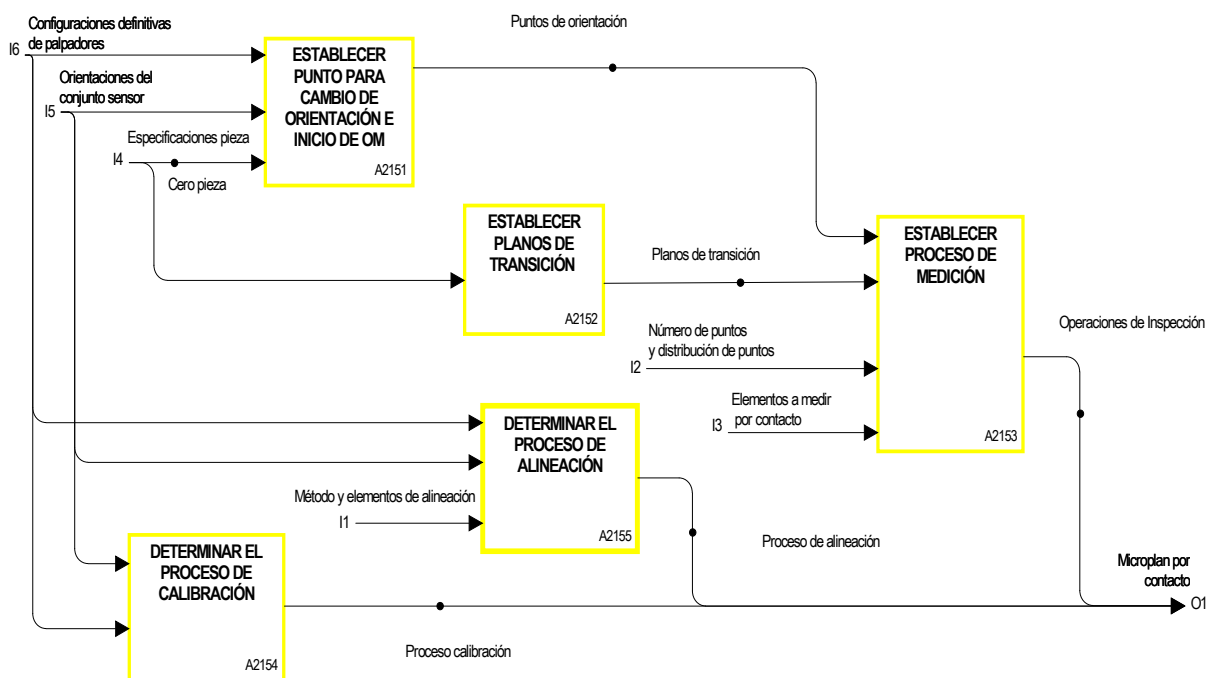 Configuraciones definitivas
de palpadores
I6
Puntos de orientación
ESTABLECER
PUNTO PARA
CAMBIO DE
ORIENTACIÓN E
INICIO DE OM
A2151
Orientaciones del
conjunto sensor
I5
Especificaciones pieza
I4
Cero pieza
ESTABLECER
PLANOS DE
TRANSICIÓN
A2152
Planos de transición
ESTABLECER
PROCESO DE
MEDICIÓN
A2153
Número de puntos
y distribución de puntos
I2
Elementos a medir
por contacto
I3
Operaciones de Inspección
DETERMINAR EL
PROCESO DE
ALINEACIÓN
A2155
Método y elementos de alineación
I1
Proceso de alineación
DETERMINAR EL
PROCESO DE
CALIBRACIÓN
A2154
Proceso calibración
Microplan por
contacto
O1